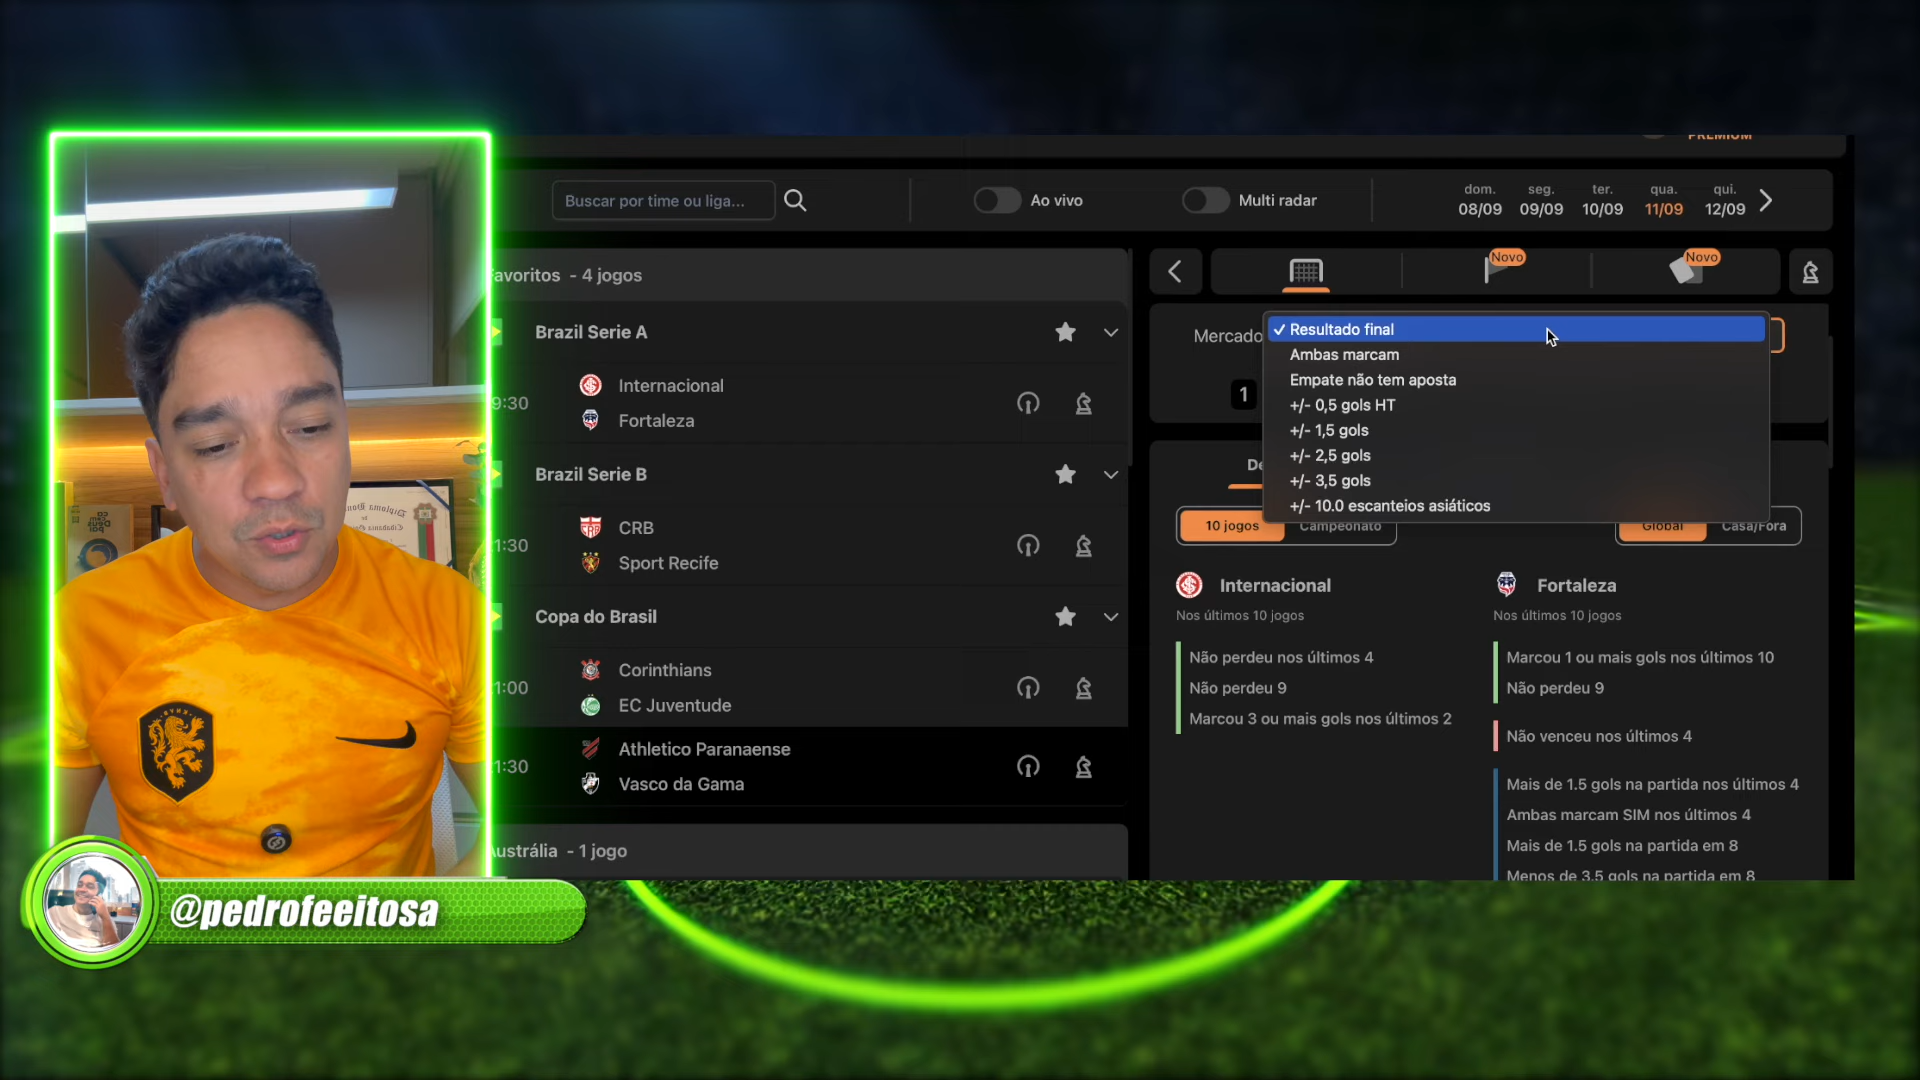 PREMIUM
Buscar por time ou liga...
Ao vivo
Multi radar
dom.
08/09
seg.
09/09
ter.
10/09
qua.
11/09
qui.
12/09
Favoritos - 4 jogos
Brazil Serie A
9:30
Internacional
Fortaleza
Brazil Serie B
1:30
CRB
Sport Recife
Copa do Brasil
1:00
Corinthians
EC Juventude
1:30
Athletico Paranaense
Vasco da Gama
Austrália - 1 jogo
Novo
Novo
Mercado
✓ Resultado final
Ambas marcam
Empate não tem aposta
+/- 0,5 gols HT
+/- 1,5 gols
+/- 2,5 gols
+/- 3,5 gols
+/- 10.0 escanteios asiáticos
1
De
10 jogos
Campeonato
Global
Casa/Fora
Internacional
Nos últimos 10 jogos
Não perdeu nos últimos 4
Não perdeu 9
Marcou 3 ou mais gols nos últimos 2
Fortaleza
Nos últimos 10 jogos
Marcou 1 ou mais gols nos últimos 10
Não perdeu 9
Não venceu nos últimos 4
Mais de 1.5 gols na partida nos últimos 4
Ambas marcam SIM nos últimos 4
Mais de 1.5 gols na partida em 8
Menos de 3.5 gols na partida em 8
@pedrofeeitosa